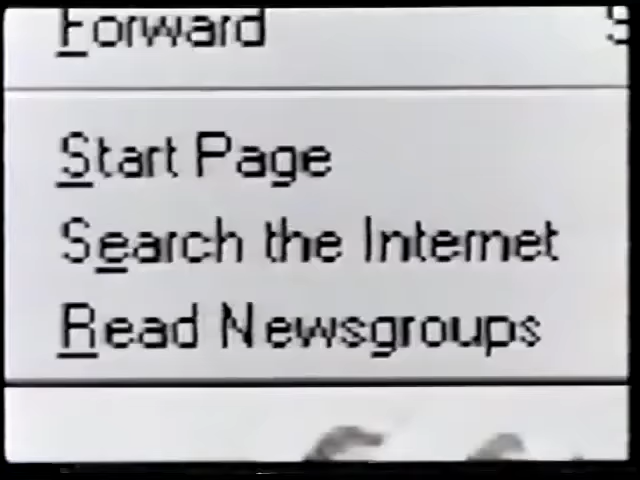 Forward
Start Page
Search the Internet
Read Newsgroups